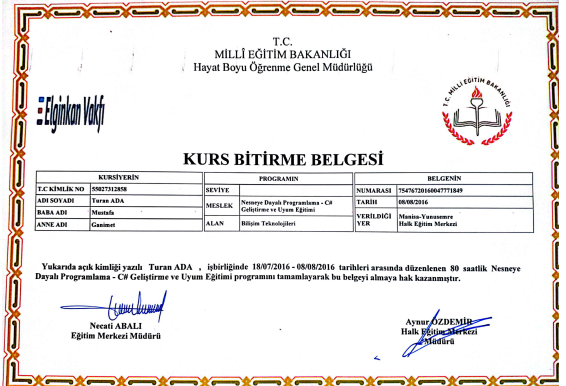 T.C.
MİLLÎ EĞİTİM BAKANLIĞI
Hayat Boyu Öğrenme Genel Müdürlüğü
Elginkan Vakfı
T.C. MİLLİ EĞİTİM BAKANLIĞI
KURS BİTİRME BELGESİ
KURSİYERİN
T.C KİMLİK NO 55027312858
ADI SOYADI Turan ADA
BABA ADI Mustafa
ANNE ADI Ganimet
PROGRAMIN
SEVİYE
MESLEK Nesneye Dayalı Programlama - C#
Geliştirme ve Uyum Eğitimi
ALAN Bilişim Teknolojileri
BELGENİN
NUMARASI 75476720160047771849
TARİH 08/08/2016
VERİLDİĞİ YER Manisa-Yunusemre
Halk Eğitim Merkezi
Yukarıda açık kimliği yazılı Turan ADA , işbirliğinde 18/07/2016 - 08/08/2016 tarihleri arasında düzenlenen 80 saatlik Nesneye
Dayalı Programlama - C# Geliştirme ve Uyum Eğitimi programını tamamlayarak bu belgeyi almaya hak kazanmıştır.
Necati ABALI
Eğitim Merkezi Müdürü
Aynur ÖZDEMİR
Halk Eğitim Merkezi
Müdürü